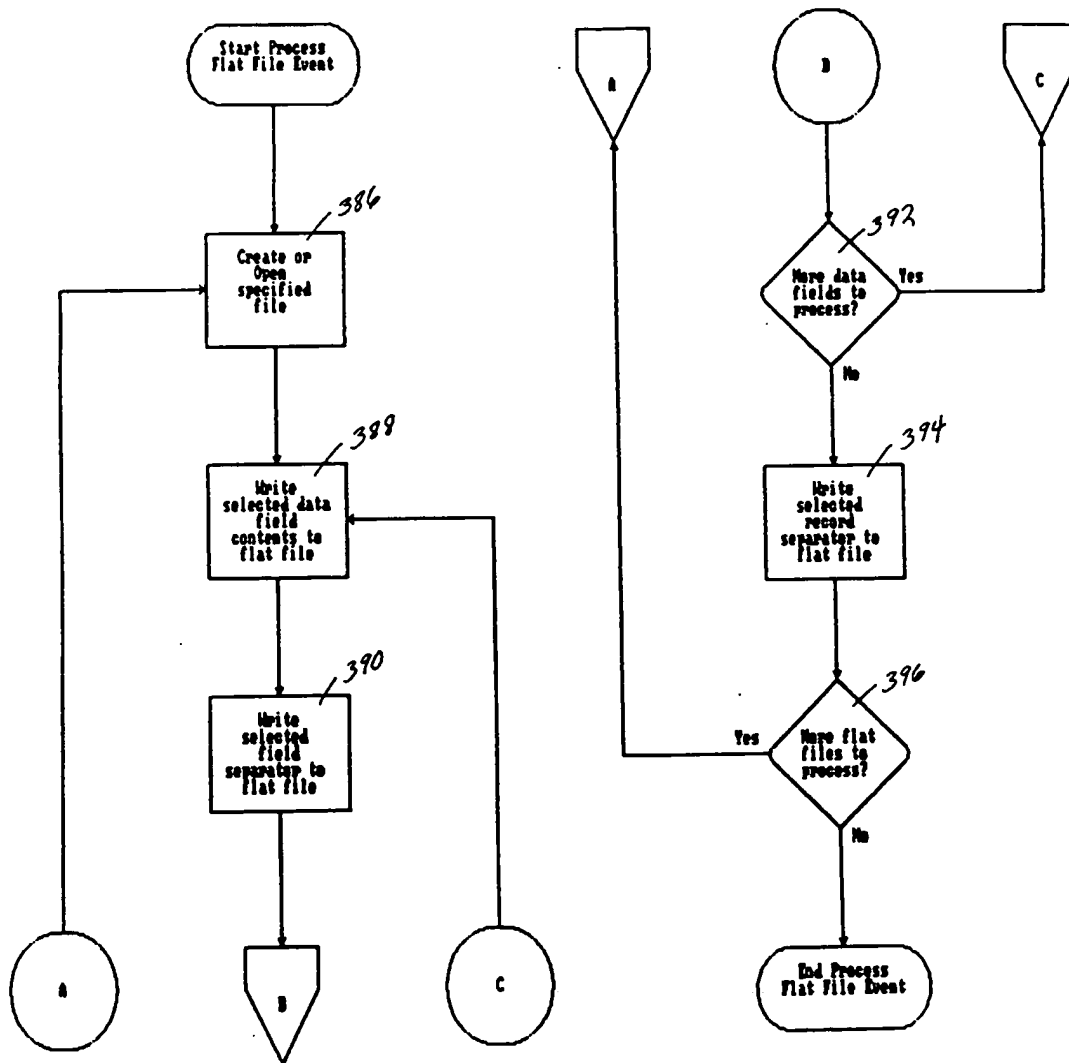 Start Process
Flat File Event
386
Create or
Open
specified
file
388
Write
selected data
field
contents to
flat file
390
Write
selected
field
separator to
flat file
A
B
C
A
B
C
392
More data
fields to
process?
Yes
No
394
Write
selected
record
separator to
flat file
396
More flat
files to
process?
Yes
No
End Process
Flat File Event